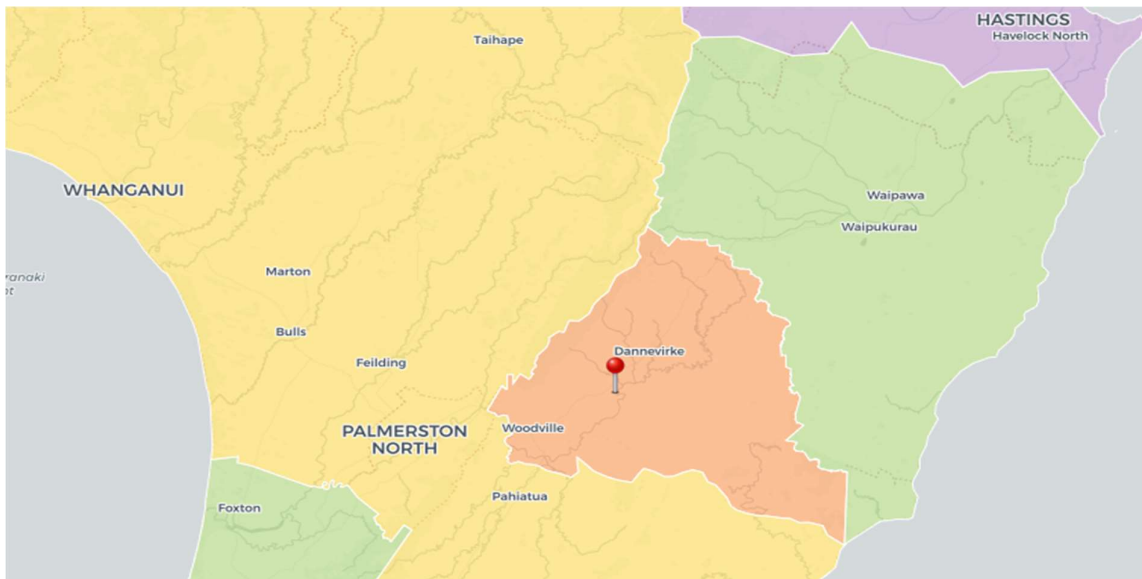 Taihape
HASTINGS
Havelock North
WHANGANUI
Waipawa
Waipukurau
Marton
Bulls
Dannevirke
Feilding
Woodville
PALMERSTON
NORTH
Pahiatua
Foxton